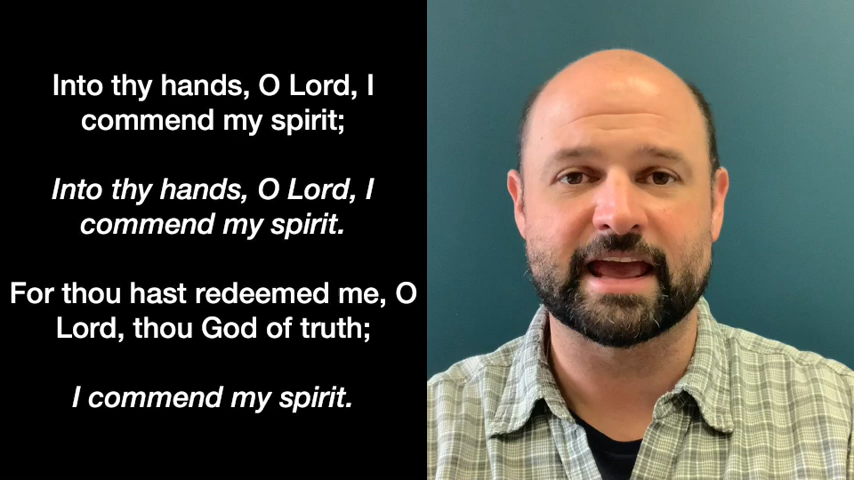 Into thy hands, O Lord, I
commend my spirit;
Into thy hands, O Lord, I
commend my spirit.
For thou hast redeemed me, O
Lord, thou God of truth;
I commend my spirit.